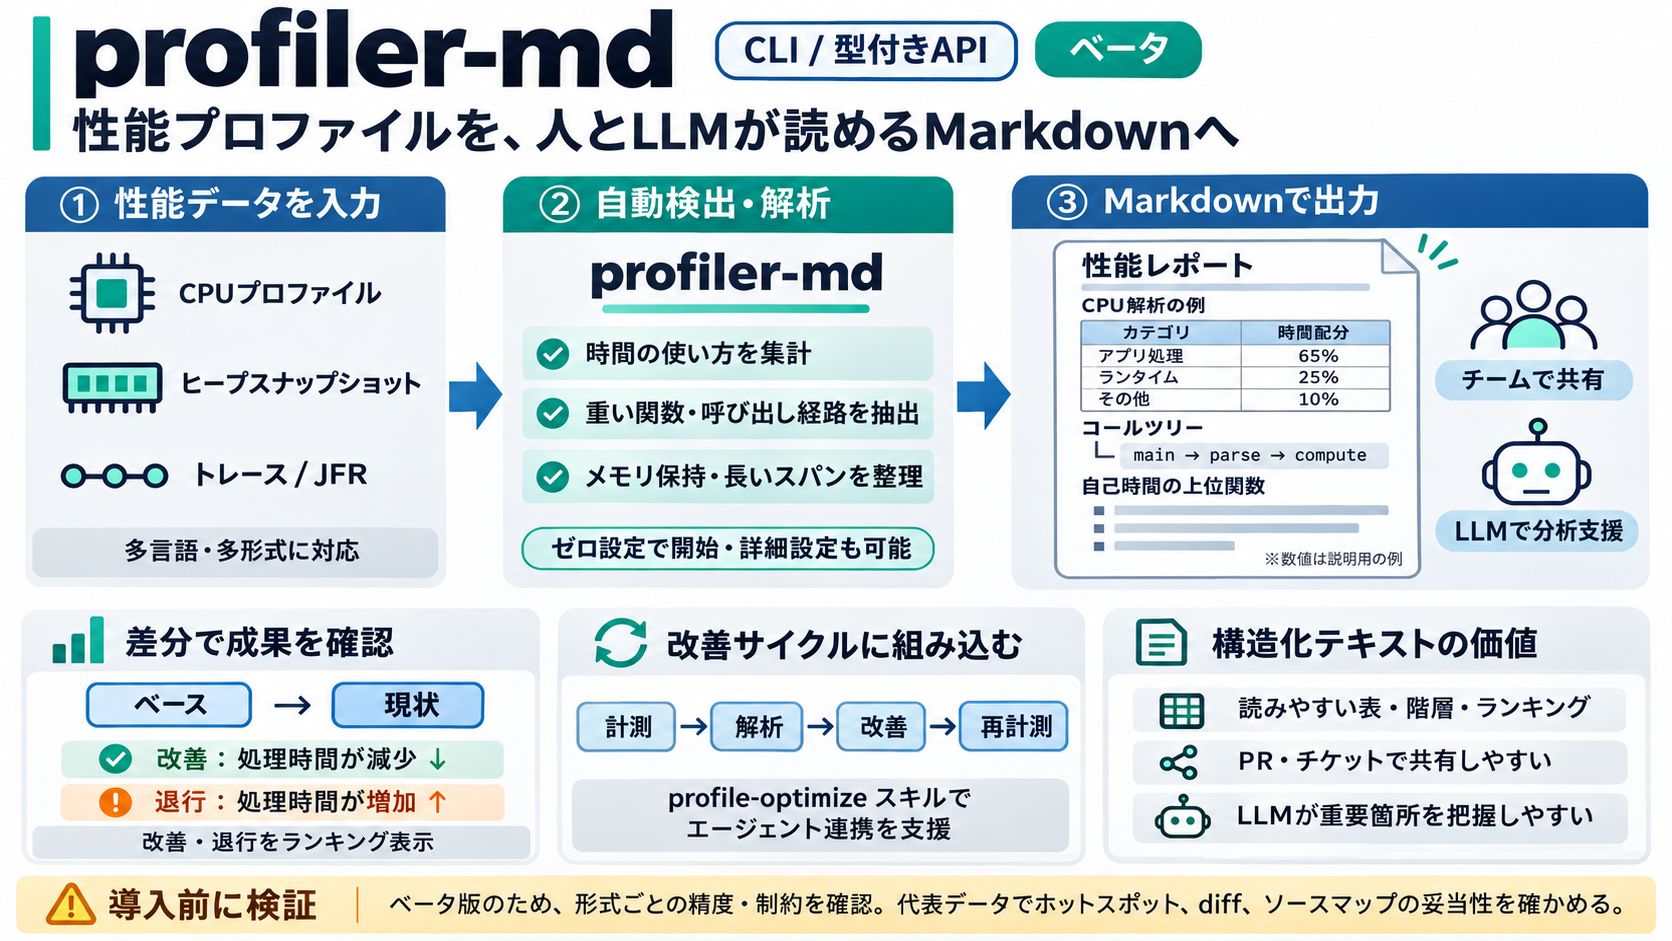 profiler-md
CLI / 型付きAPI
ベータ
性能プロファイルを、人とLLMが読めるMarkdownへ
① 性能データを入力
CPUプロファイル
ヒープスナップショット
トレース / JFR
多言語・多形式に対応
② 自動検出・解析
profiler-md
時間の使い方を集計
重い関数・呼び出し経路を抽出
メモリ保持・長いスパンを整理
ゼロ設定で開始・詳細設定も可能
③ Markdownで出力
性能レポート
CPU解析の例
カテゴリ 時間配分
アプリ処理 65%
ランタイム 25%
その他 10%
コールツリー
main → parse → compute
自己時間の上位関数
※数値は説明用の例
チームで共有
LLMで分析支援
差分で成果を確認
ベース → 現状
改善：処理時間が減少 ↓
退行：処理時間が増加 ↑
改善・退行をランキング表示
改善サイクルに組み込む
計測 → 解析 → 改善 → 再計測
profile-optimize スキルで
エージェント連携を支援
構造化テキストの価値
読みやすい表・階層・ランキング
PR・チケットで共有しやすい
LLMが重要箇所を把握しやすい
導入前に検証
ベータ版のため、形式ごとの精度・制約を確認。代表データでホットスポット、diff、ソースマップの妥当性を確かめる。